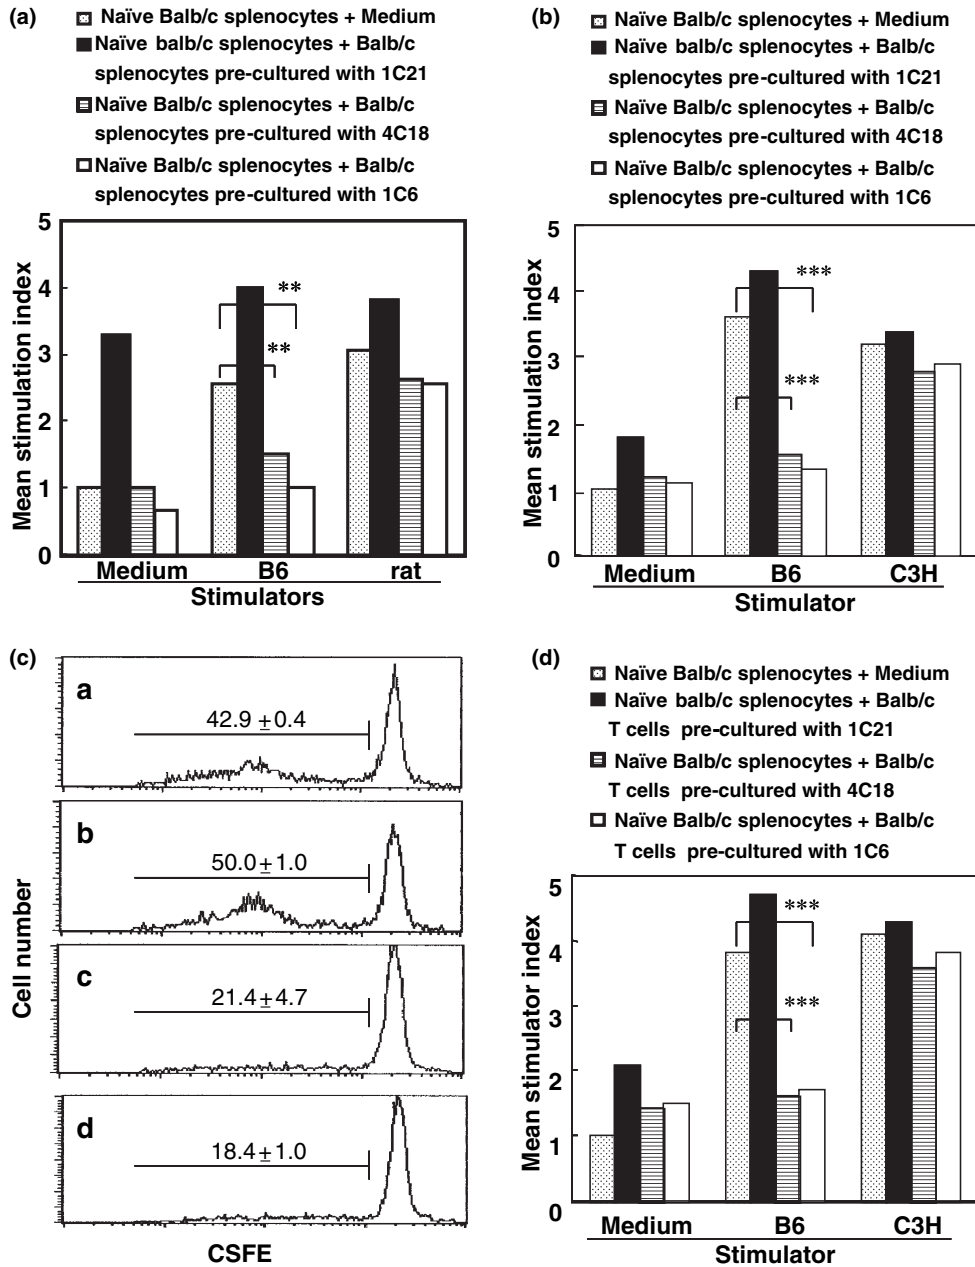 (a)
Naïve Balb/c splenocytes + Medium
Naïve balb/c splenocytes + Balb/c
splenocytes pre-cultured with 1C21
Naïve Balb/c splenocytes + Balb/c
splenocytes pre-cultured with 4C18
Naïve Balb/c splenocytes + Balb/c
splenocytes pre-cultured with 1C6
Mean stimulation index
5
4
3
2
1
0
**
**
Medium B6 rat
Stimulators
(b)
Naïve Balb/c splenocytes + Medium
Naïve balb/c splenocytes + Balb/c
splenocytes pre-cultured with 1C21
Naïve Balb/c splenocytes + Balb/c
splenocytes pre-cultured with 4C18
Naïve Balb/c splenocytes + Balb/c
splenocytes pre-cultured with 1C6
Mean stimulation index
5
4
3
2
1
0
***
***
Medium B6 C3H
Stimulator
(c)
Cell number
a
42.9 ± 0.4
b
50.0 ± 1.0
c
21.4 ± 4.7
d
18.4 ± 1.0
CSFE
(d)
Naïve Balb/c splenocytes + Medium
Naïve balb/c splenocytes + Balb/c
T cells pre-cultured with 1C21
Naïve Balb/c splenocytes + Balb/c
T cells pre-cultured with 4C18
Naïve Balb/c splenocytes + Balb/c
T cells pre-cultured with 1C6
Mean stimulator index
5
4
3
2
1
0
***
***
Medium B6 C3H
Stimulator